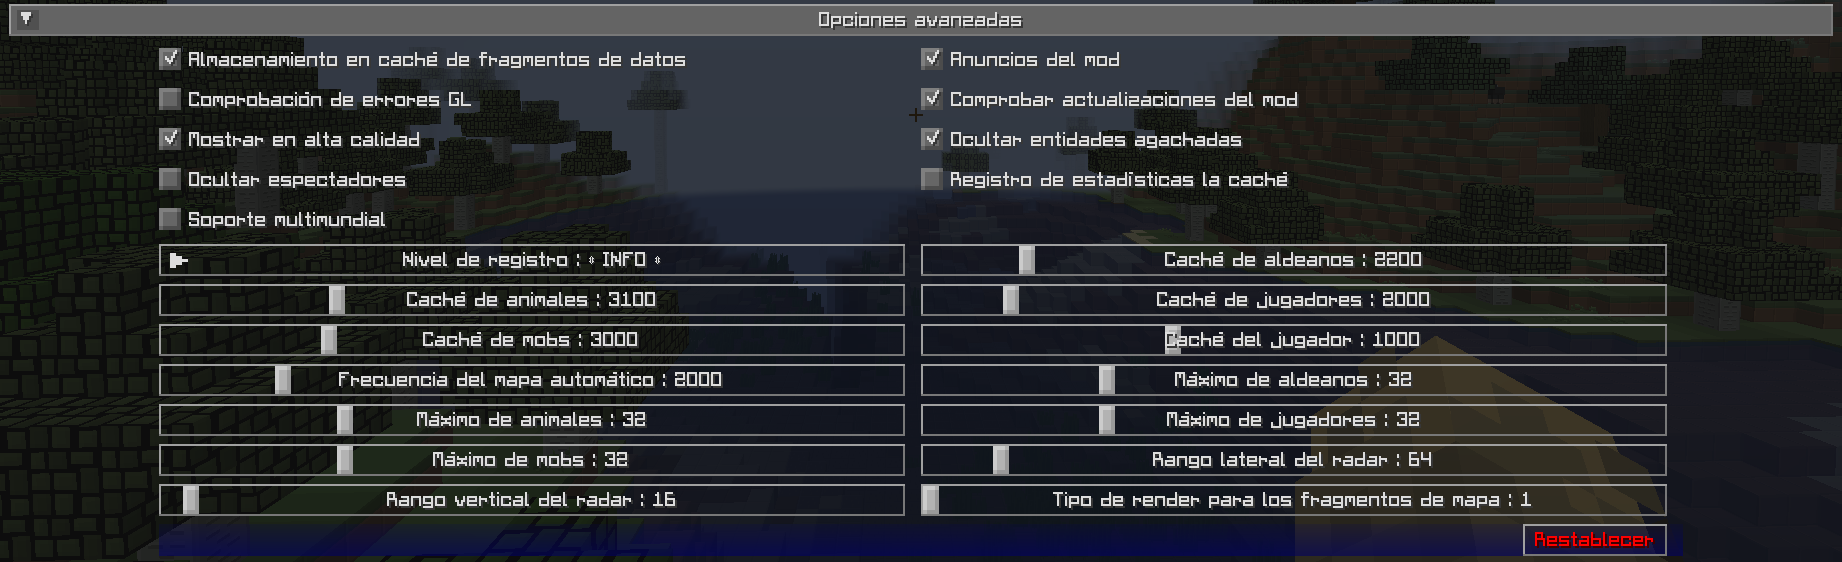 Opciones avanzadas
Almacenamiento en caché de fragmentos de datos
Anuncios del mod
Comprobación de errores GL
Comprobar actualizaciones del mod
Mostrar en alta calidad
Ocultar entidades agachadas
Ocultar espectadores
Registro de estadísticas la caché
Soporte multimundial
Nivel de registro : • INFO •
Caché de aldeanos : 2200
Caché de animales : 3100
Caché de jugadores : 2000
Caché de mobs : 3000
Caché del jugador : 1000
Frecuencia del mapa automático : 2000
Máximo de aldeanos : 32
Máximo de animales : 32
Máximo de jugadores : 32
Máximo de mobs : 32
Rango lateral del radar : 64
Rango vertical del radar : 16
Tipo de render para los fragmentos de mapa : 1
Restablecer